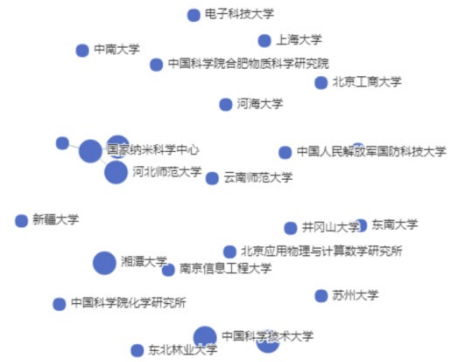 电子科技大学
上海大学
中南大学
中国科学院合肥物质科学研究院
北京工商大学
河海大学
国家纳米科学中心
中国人民解放军国防科技大学
河北师范大学
云南师范大学
新疆大学
井冈山大学
东南大学
北京应用物理与计算数学研究所
湘潭大学
南京信息工程大学
苏州大学
中国科学院化学研究所
中国科学技术大学
东北林业大学